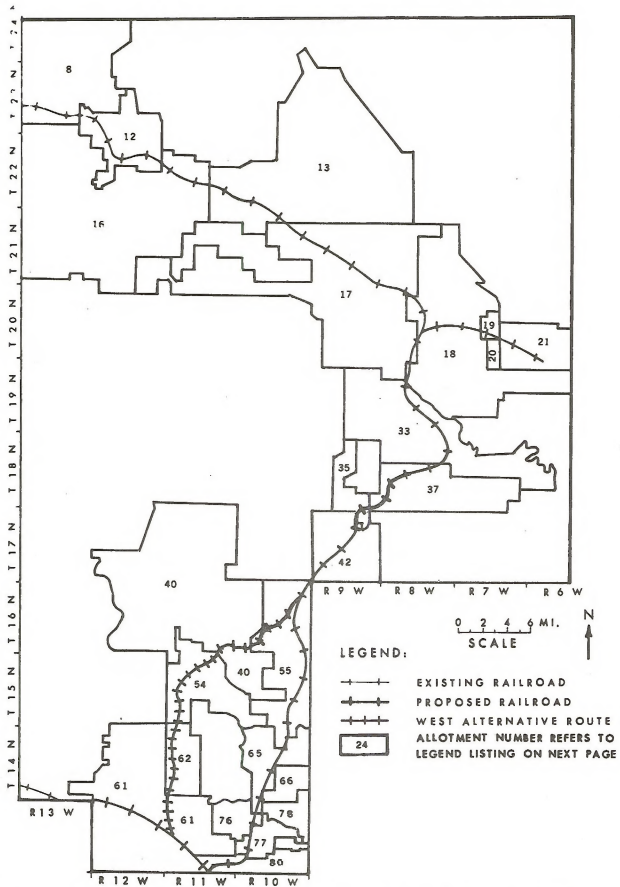 8
12
13
16
T 22 N
T 21 N
17
T 20 N
19
18
20
21
T 19 N
33
T 18 N
35
37
T 17 N
42
40
R 9 W
R 8 W
R 7 W
R 6 W
T 16 N
0 2 4 6 MI.
SCALE
N
LEGEND:
55
54
40
T 15 N
EXISTING RAILROAD
PROPOSED RAILROAD
WEST ALTERNATIVE ROUTE
24
ALLOTMENT NUMBER REFERS TO
LEGEND LISTING ON NEXT PAGE
65
T 14 N
62
66
61
61
76
78
R13 W
77
80
R 12 W
R 11 W
R 10 W